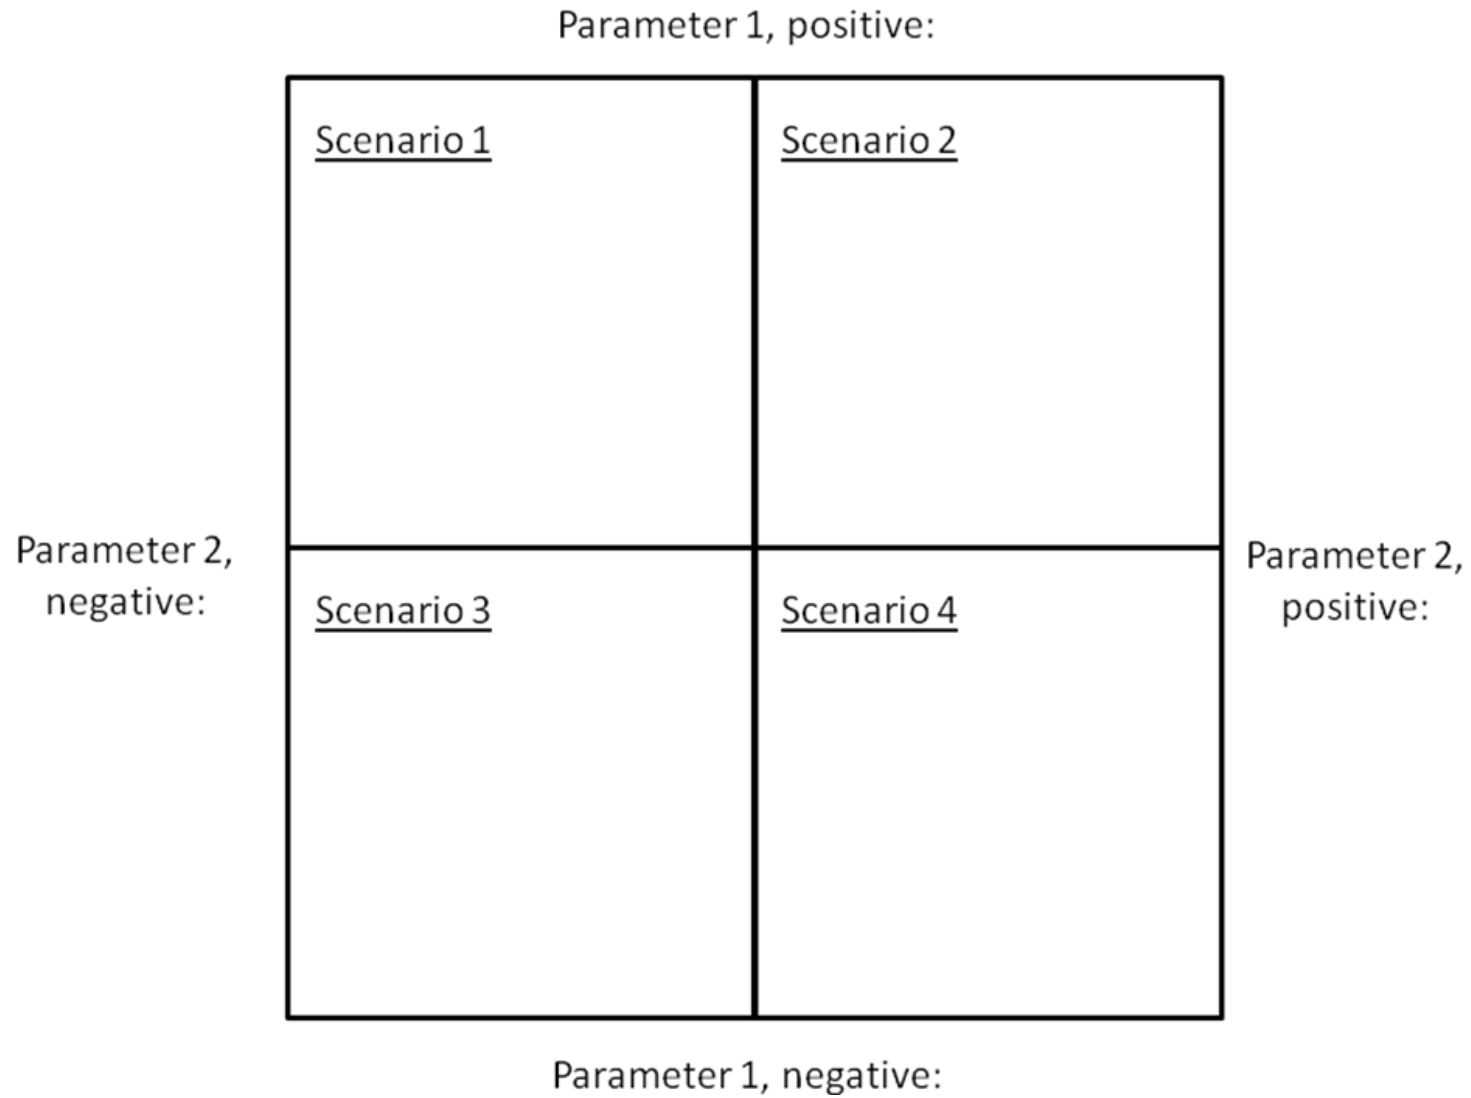 Parameter 1, positive:
Scenario 1
Scenario 2
Parameter 2,
negative:
Parameter 2,
positive:
Scenario 3
Scenario 4
Parameter 1, negative: